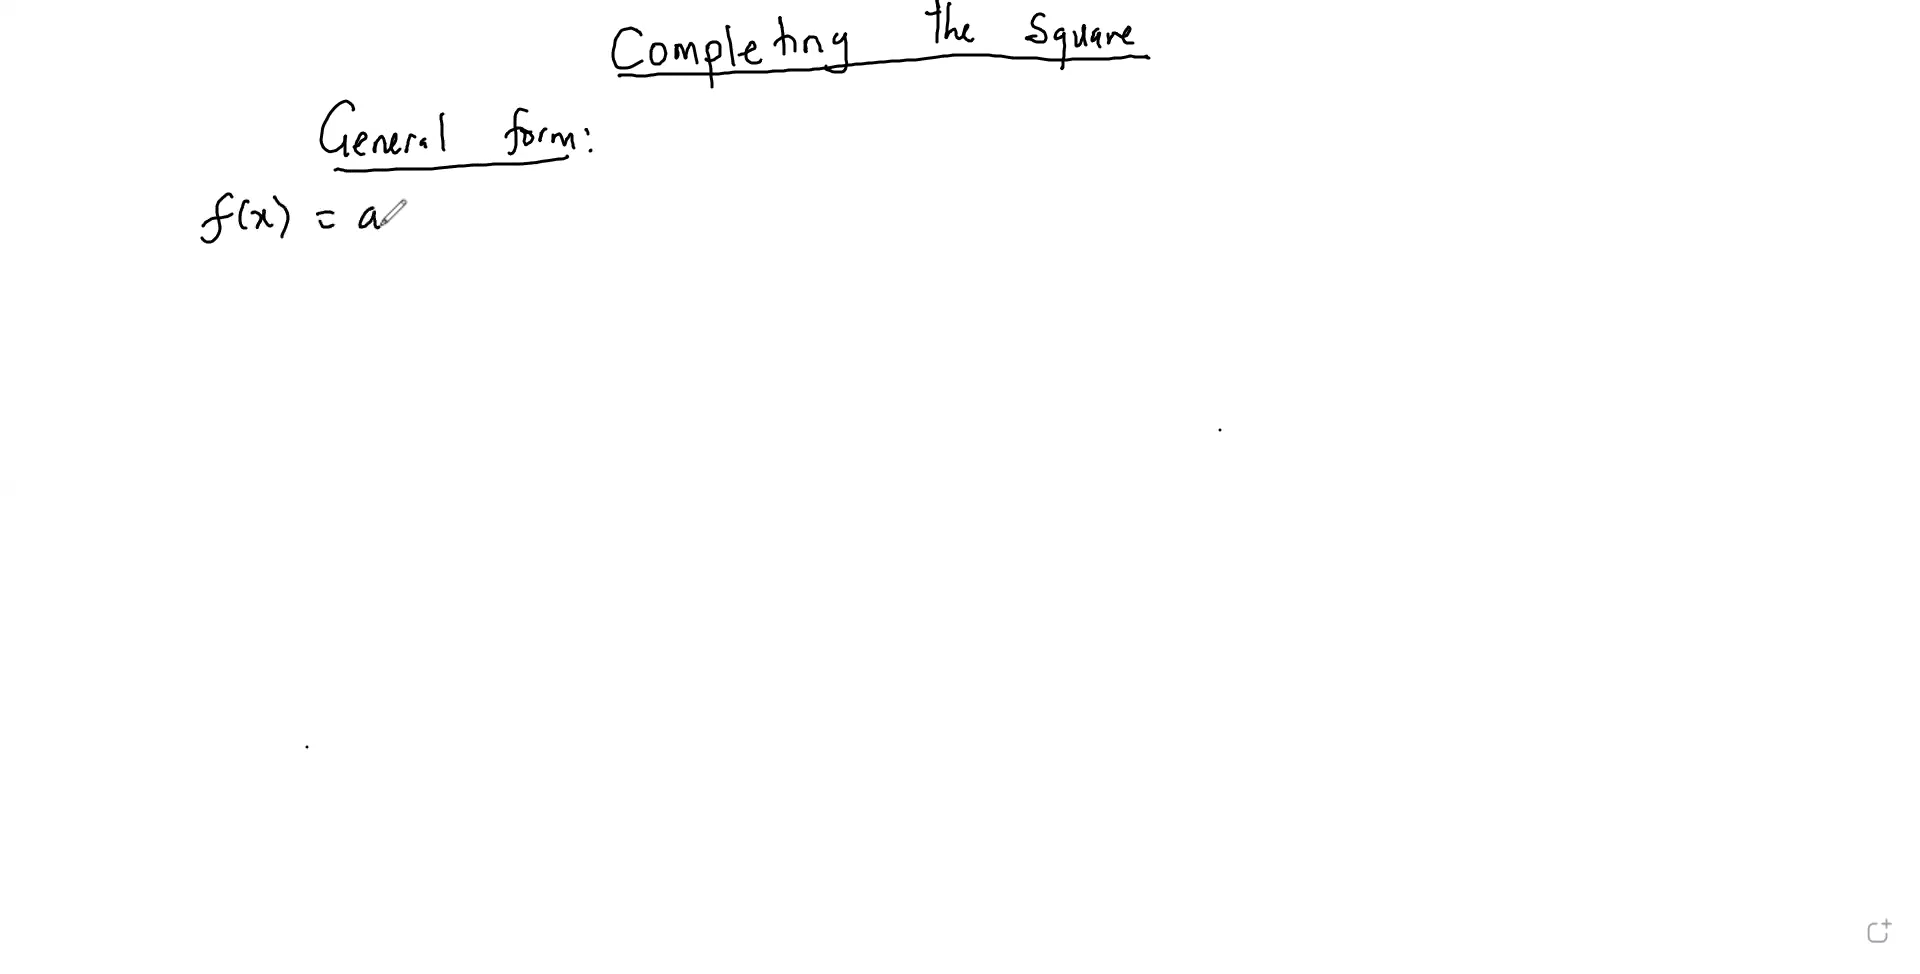 Completing the Square
General form:
f(x) = a